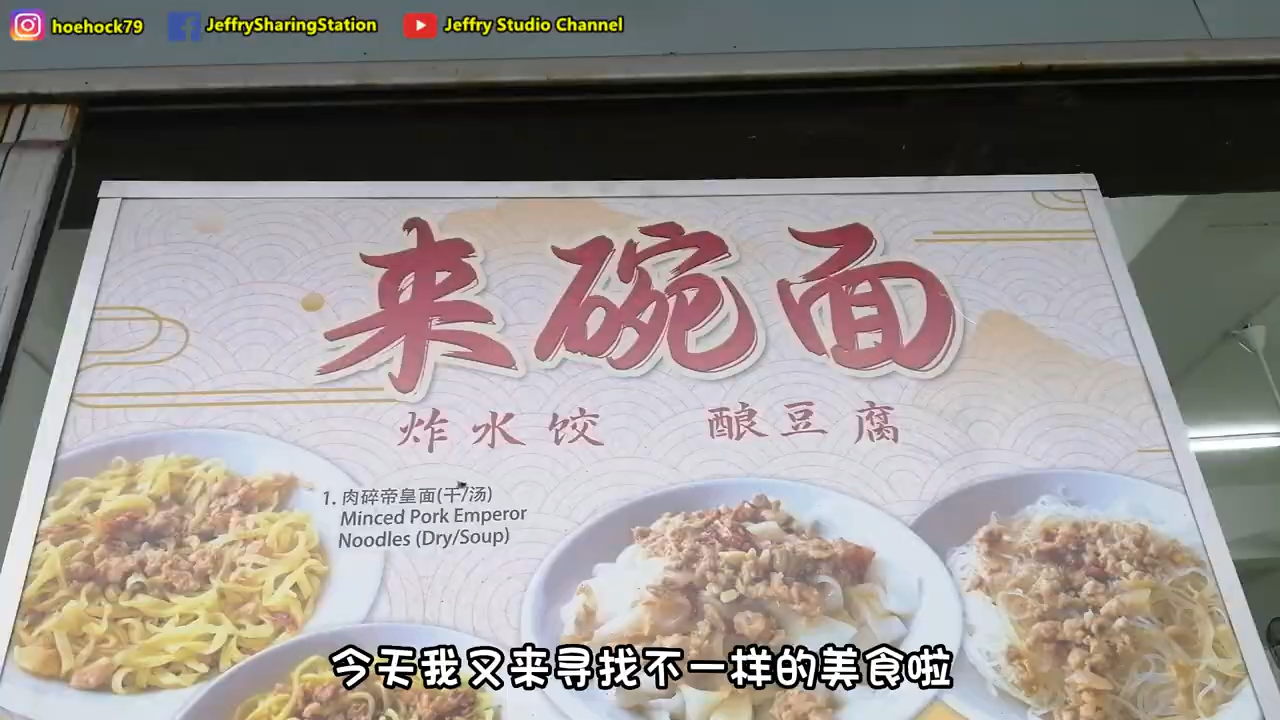 hoehock79 JeffrySharingStation Jeffry Studio Channel
来碗面
炸水饺 酿豆腐
1. 肉碎帝皇面(干/汤)
Minced Pork Emperor
Noodles (Dry/Soup)
今天我又来寻找不一样的美食啦